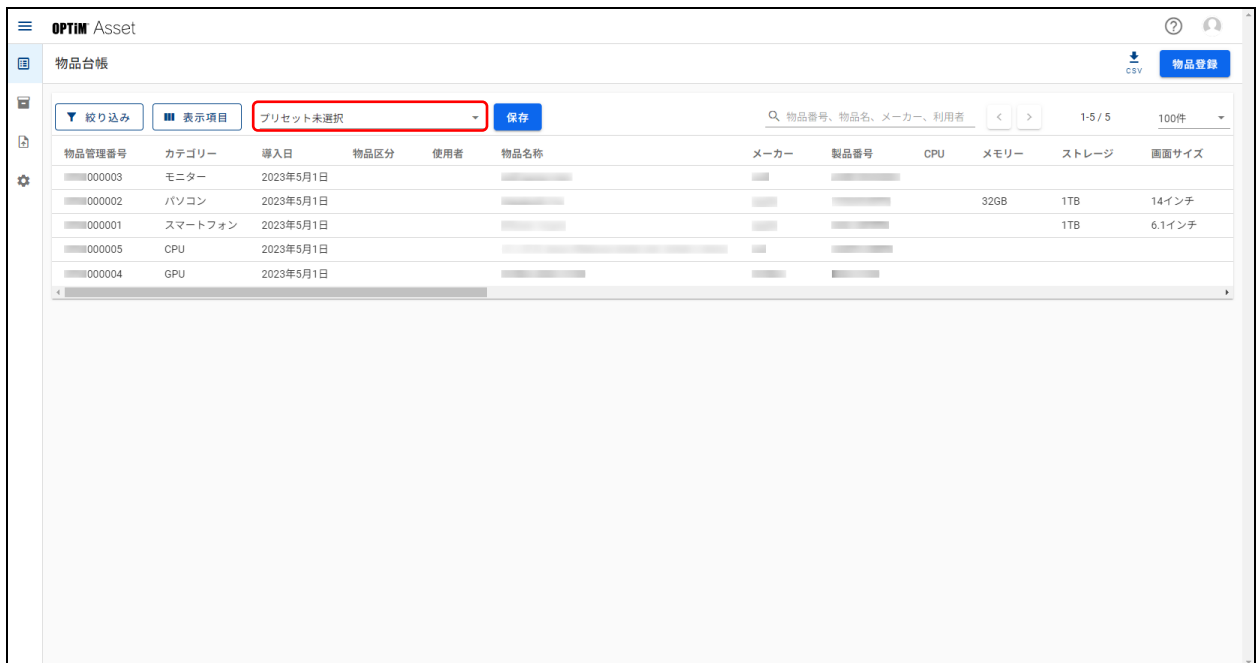 OPTiM Asset
物品台帳
CSV
物品登録
絞り込み 表示項目 プリセット未選択 保存 物品番号、物品名、メーカー、利用者 1-5 / 5 100件
物品管理番号 カテゴリー 導入日 物品区分 使用者 物品名称 メーカー 製品番号 CPU メモリー ストレージ 画面サイズ
000003 モニター 2023年5月1日
000002 パソコン 2023年5月1日 32GB 1TB 14インチ
000001 スマートフォン 2023年5月1日 1TB 6.1インチ
000005 CPU 2023年5月1日
000004 GPU 2023年5月1日